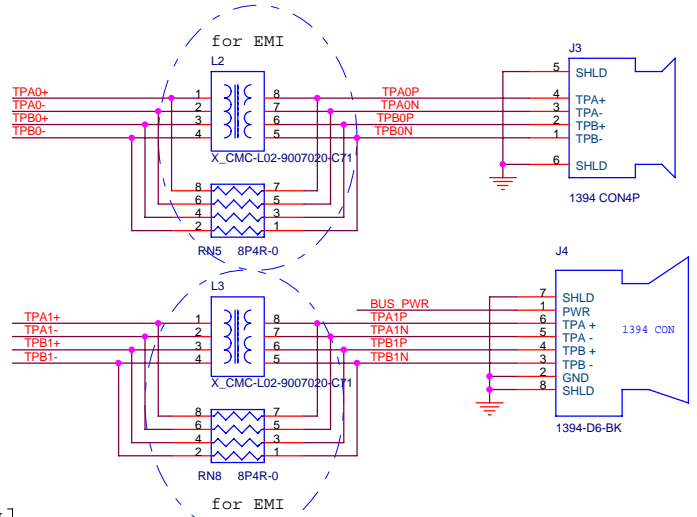 for EMI
L2
J3
TPA0+
TPA0-
TPB0+
TPB0-
1
2
3
4
8
7
6
5
TPA0P
TPA0N
TPB0P
TPB0N
5
4
3
2
1
6
SHLD
TPA+
TPA-
TPB+
TPB-
SHLD
X_CMC-L02-9007020-C71
8
6
4
2
7
5
3
1
RN5 8P4R-0
1394 CON4P
L3
J4
TPA1+
TPA1-
TPB1+
TPB1-
1
2
3
4
8
7
6
5
BUS_PWR
TPA1P
TPA1N
TPB1P
TPB1N
7
1
6
5
4
3
2
8
SHLD
PWR
TPA +
TPA -
TPB +
TPB -
GND
SHLD
1394 CON
X_CMC-L02-9007020-C71
8
6
4
2
7
5
3
1
RN8 8P4R-0
1394-D6-BK
for EMI